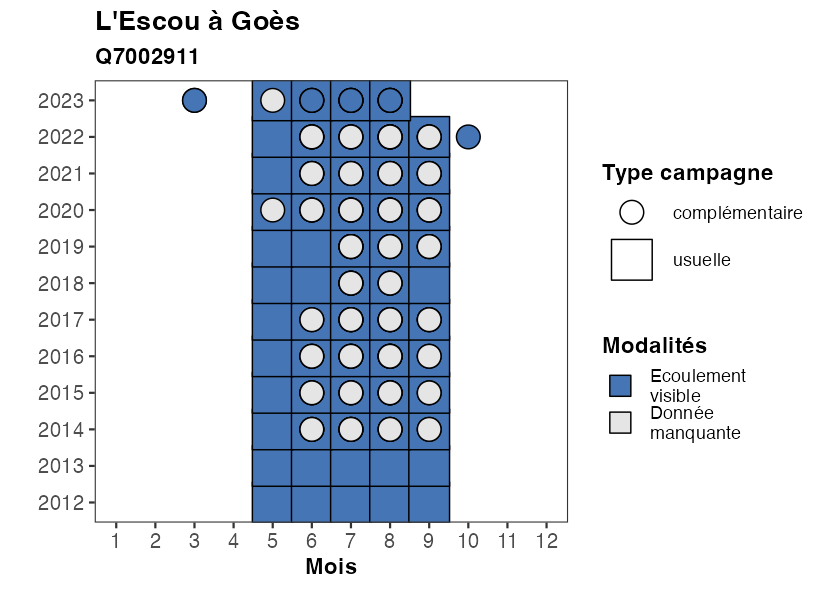 L'Escou à Goès
Q7002911
2023
2022
2021
2020
2019
2018
2017
2016
2015
2014
2013
2012
1 2 3 4 5 6 7 8 9 10 11 12
Mois
Type campagne
complémentaire
usuelle
Modalités
Ecoulement
visible
Donnée
manquante